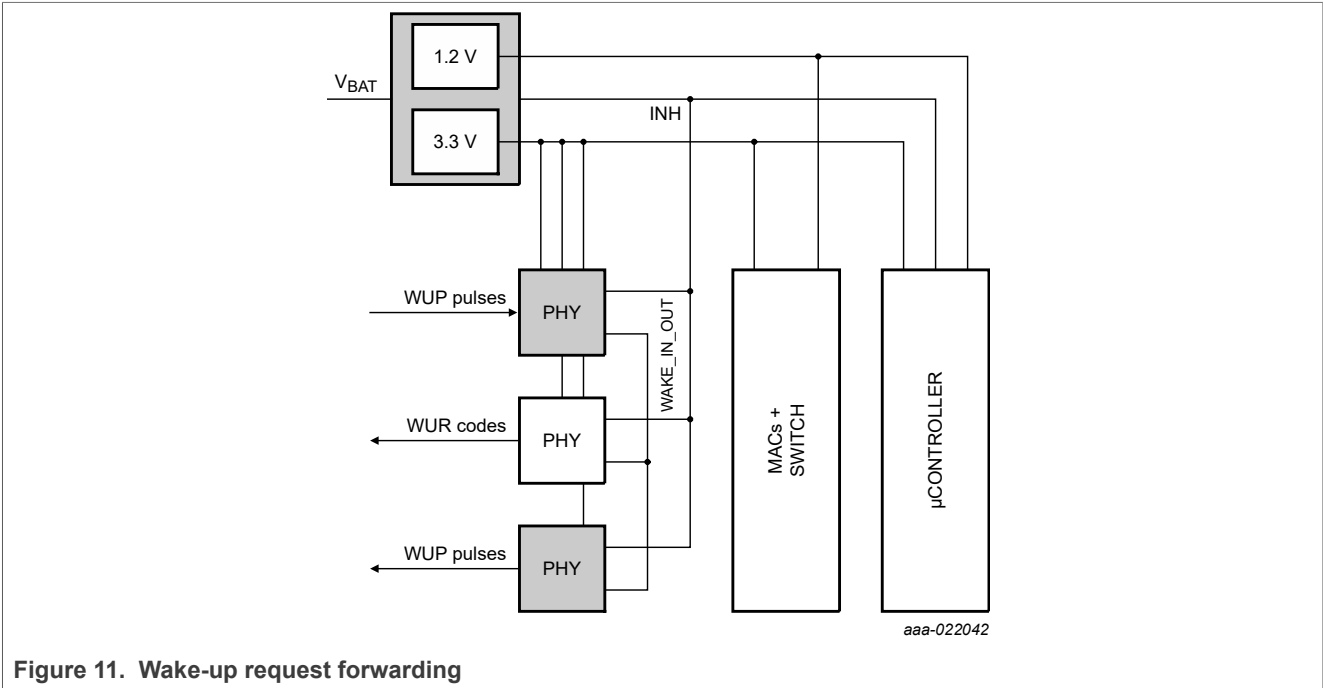 1.2 V
VBAT
INH
3.3 V
WUP pulses
PHY
WAKE_IN_OUT
WUR codes
PHY
WUP pulses
PHY
MACs +
SWITCH
µCONTROLLER
aaa-022042
Figure 11. Wake-up request forwarding